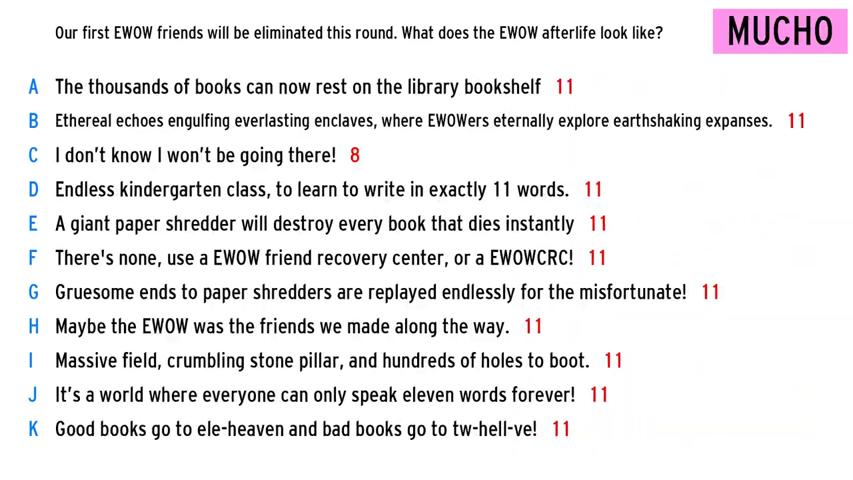 Our first EWOW friends will be eliminated this round. What does the EWOW afterlife look like?
MUCHO
A The thousands of books can now rest on the library bookshelf 11
B Ethereal echoes engulfing everlasting enclaves, where EWOWers eternally explore earthshaking expanses. 11
C I don’t know I won’t be going there! 8
D Endless kindergarten class, to learn to write in exactly 11 words. 11
E A giant paper shredder will destroy every book that dies instantly 11
F There's none, use a EWOW friend recovery center, or a EWOWCRC! 11
G Gruesome ends to paper shredders are replayed endlessly for the misfortunate! 11
H Maybe the EWOW was the friends we made along the way. 11
I Massive field, crumbling stone pillar, and hundreds of holes to boot. 11
J It’s a world where everyone can only speak eleven words forever! 11
K Good books go to ele-heaven and bad books go to tw-hell-ve! 11